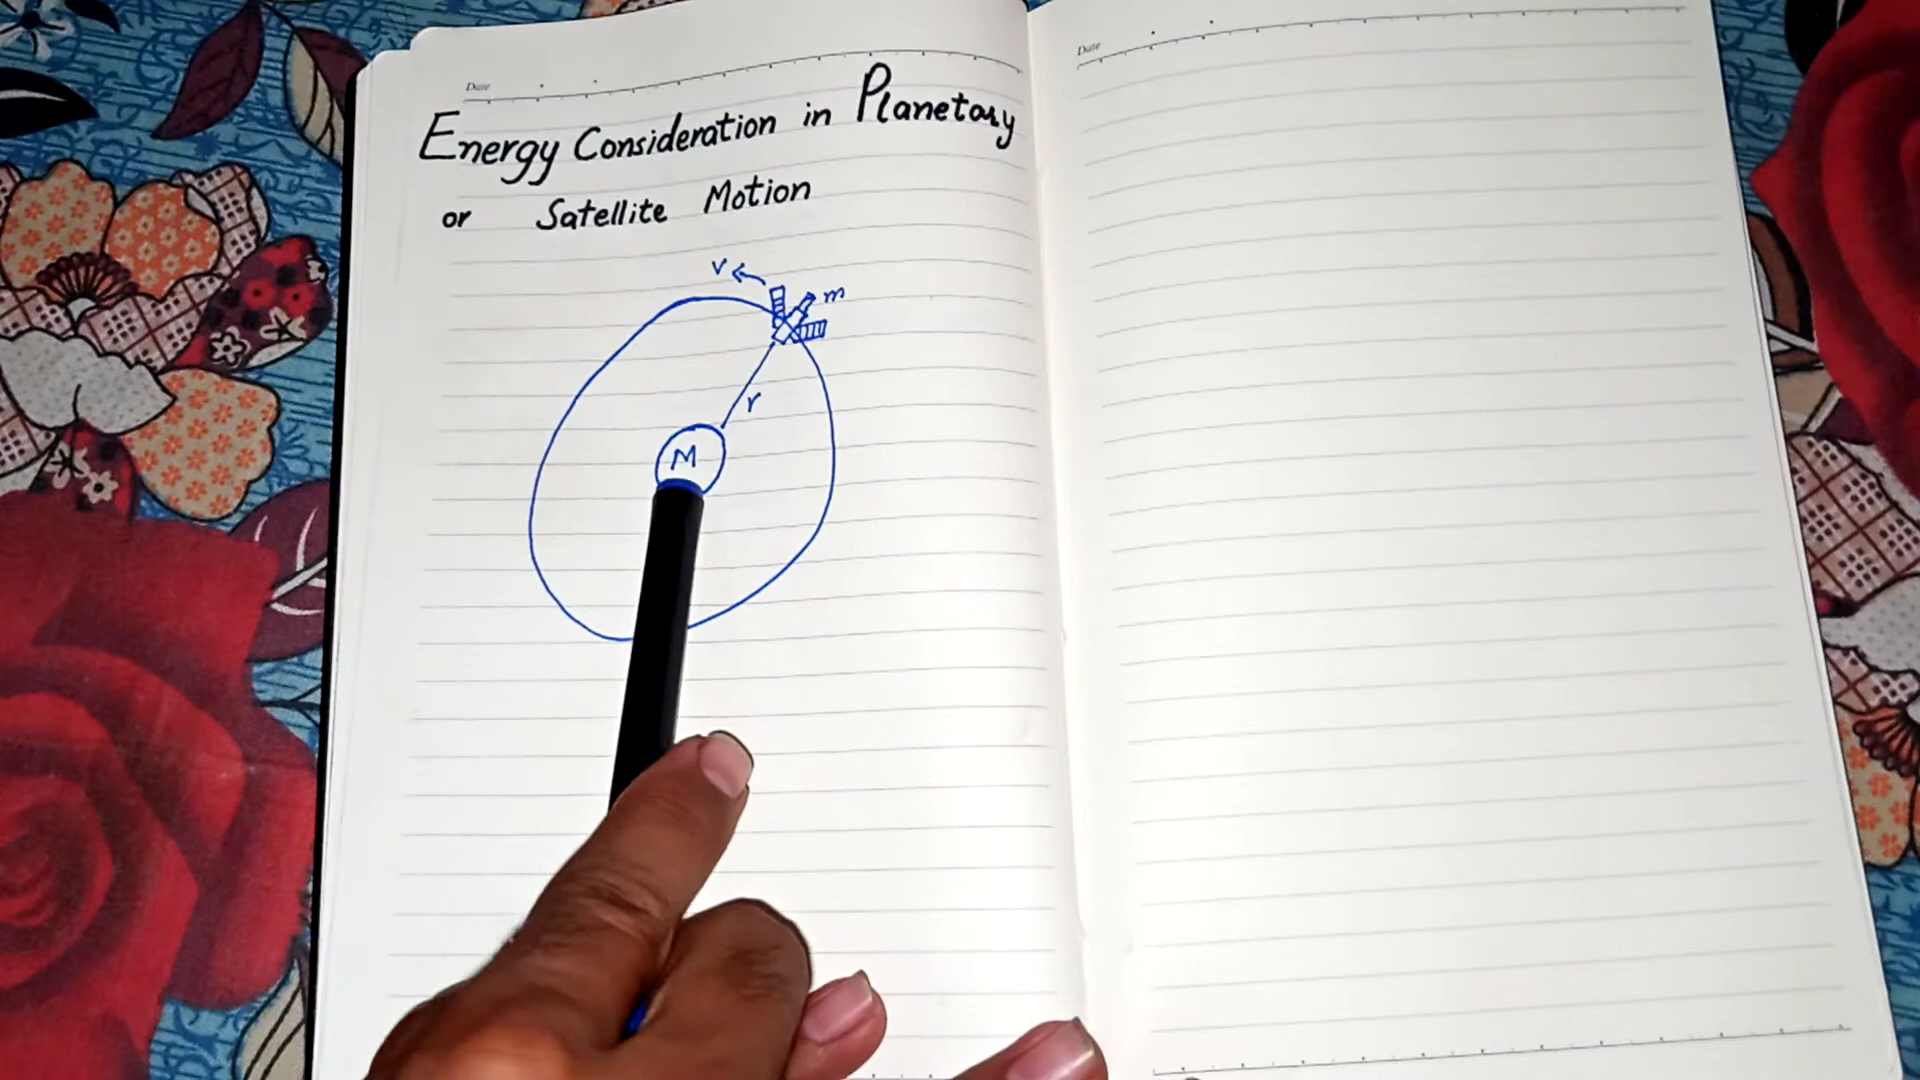 Date
Energy Consideration in Planetary
or Satellite Motion
v
m
r
M
Date